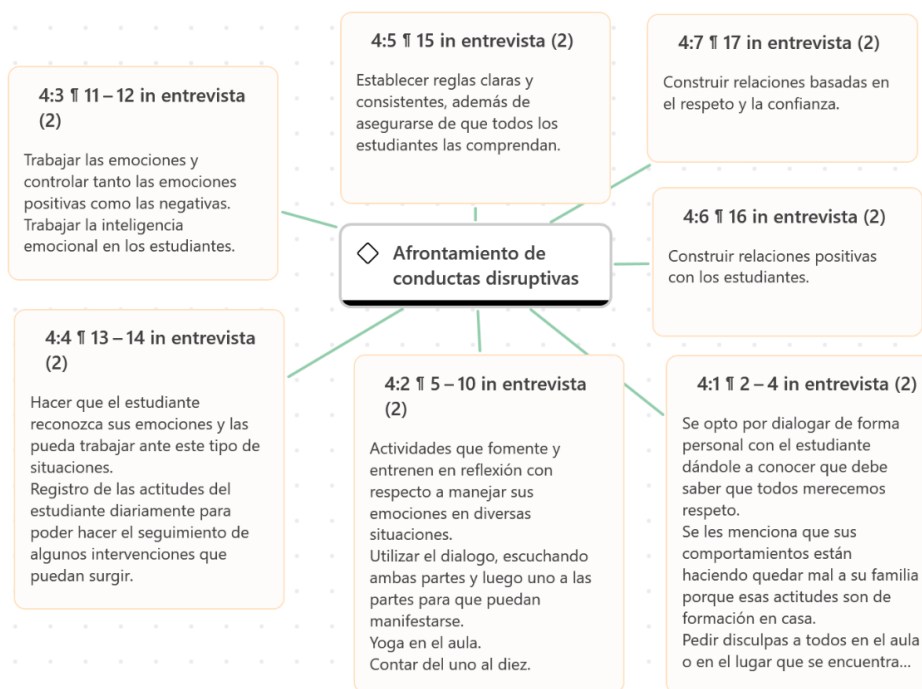 4:5 ¶ 15 in entrevista (2)
Establecer reglas claras y
consistentes, además de
asegurarse de que todos los
estudiantes las comprendan.
4:7 ¶ 17 in entrevista (2)
Construir relaciones basadas en
el respeto y la confianza.
4:3 ¶ 11 – 12 in entrevista
(2)
Trabajar las emociones y
controlar tanto las emociones
positivas como las negativas.
Trabajar la inteligencia
emocional en los estudiantes.
Afrontamiento de
conductas disruptivas
4:6 ¶ 16 in entrevista (2)
Construir relaciones positivas
con los estudiantes.
4:4 ¶ 13 – 14 in entrevista
(2)
Hacer que el estudiante
reconozca sus emociones y las
pueda trabajar ante este tipo de
situaciones.
Registro de las actitudes del
estudiante diariamente para
poder hacer el seguimiento de
algunos intervenciones que
puedan surgir.
4:2 ¶ 5 – 10 in entrevista
(2)
Actividades que fomente y
entrenen en reflexión con
respecto a manejar sus
emociones en diversas
situaciones.
Utilizar el dialogo, escuchando
ambas partes y luego uno a las
partes para que puedan
manifestarse.
Yoga en el aula.
Contar del uno al diez.
4:1 ¶ 2 – 4 in entrevista (2)
Se opto por dialogar de forma
personal con el estudiante
dándole a conocer que debe
saber que todos merecemos
respeto.
Se les menciona que sus
comportamientos están
haciendo quedar mal a su familia
porque esas actitudes son de
formación en casa.
Pedir disculpas a todos en el aula
o en el lugar que se encuentra...